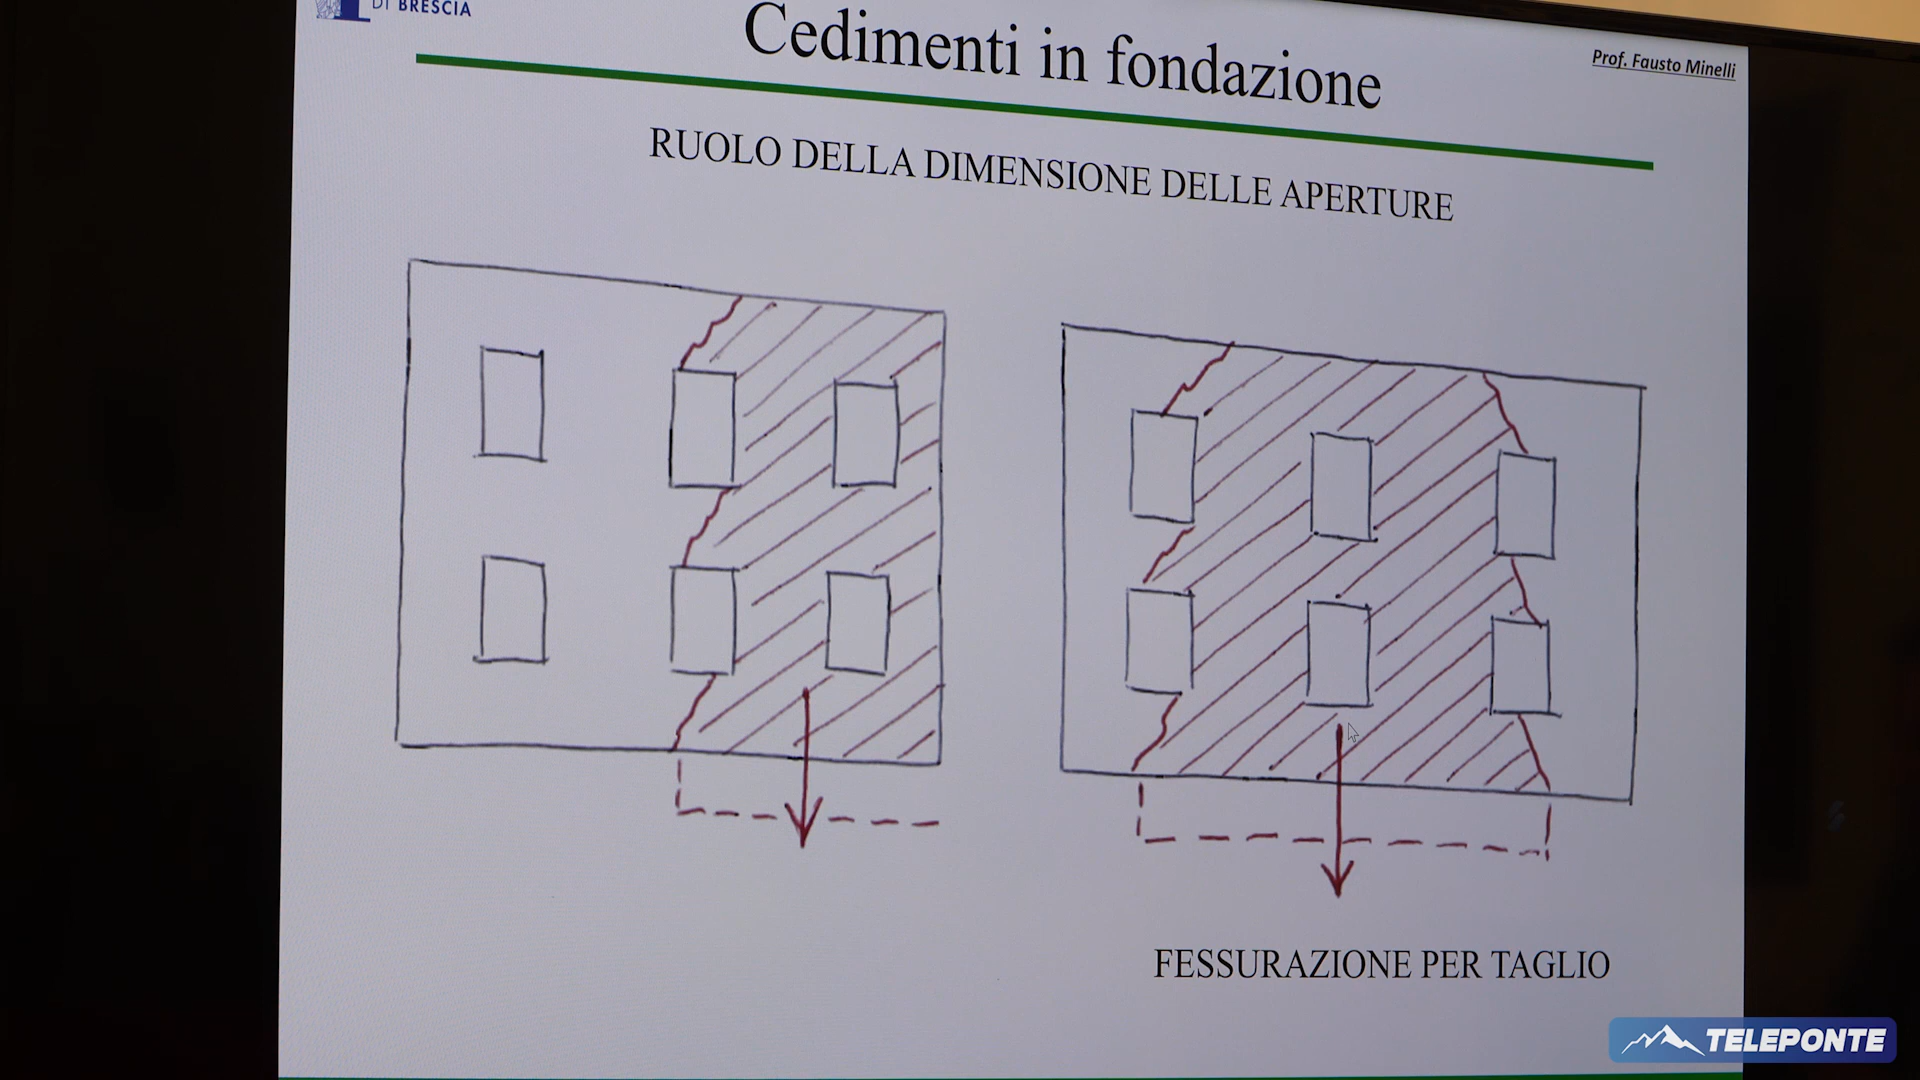 DI BRESCIA
Cedimenti in fondazione
Prof. Fausto Minelli
RUOLO DELLA DIMENSIONE DELLE APERTURE
FESSURAZIONE PER TAGLIO
TELEPONTE